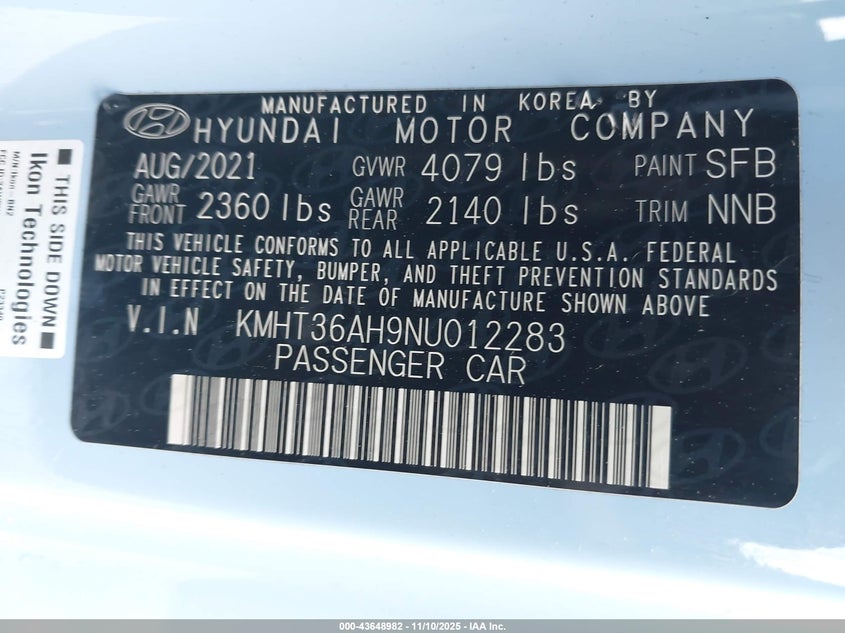 MANUFACTURED IN KOREA BY
HYUNDAI MOTOR COMPANY
AUG/2021 GVWR 4079 lbs PAINT SFB
GAWR FRONT 2360 lbs GAWR REAR 2140 lbs TRIM NNB
THIS VEHICLE CONFORMS TO ALL APPLICABLE U.S.A. FEDERAL
MOTOR VEHICLE SAFETY, BUMPER, AND THEFT PREVENTION STANDARDS
IN EFFECT ON THE DATE OF MANUFACTURE SHOWN ABOVE
V.I.N KMHT36AH9NU012283
PASSENGER CAR
THIS SIDE DOWN
Ikon Technologies
000-43648982 — 11/10/2025 — IAA Inc.